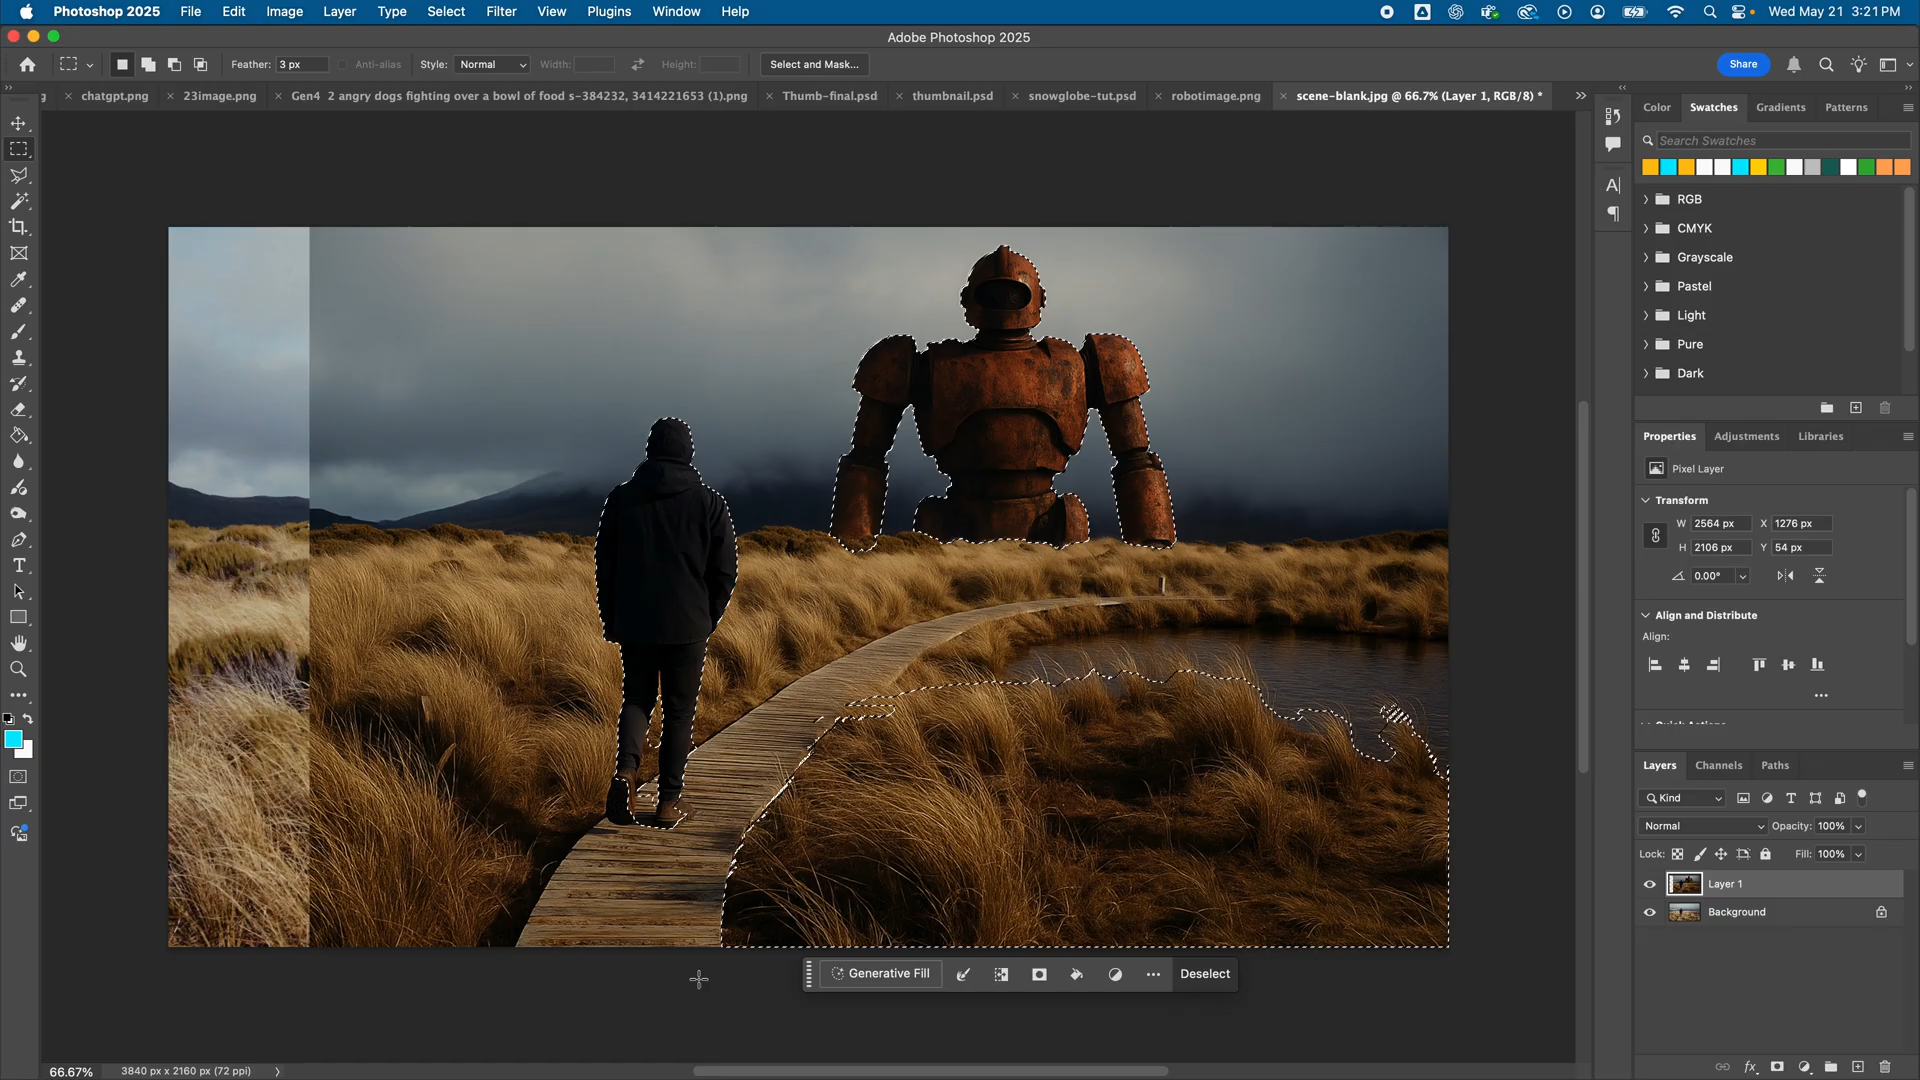 Photoshop 2025 File Edit Image Layer Type Select Filter View Plugins Window Help Wed May 21 3:21 PM
Adobe Photoshop 2025
Feather: 3 px Anti-alias Style: Normal Width: Height: Select and Mask... Share
chatgpt.png 23image.png Gen4 2 angry dogs fighting over a bowl of food s-384232, 3414221653 (1).png Thumb-final.psd thumbnail.psd snowglobe-tut.psd robotimage.png scene-blank.jpg @ 66.7% (Layer 1, RGB/8) *
Color Swatches Gradients Patterns
Search Swatches
RGB
CMYK
Grayscale
Pastel
Light
Pure
Dark
Properties Adjustments Libraries
Pixel Layer
Transform
W 2564 px X 1276 px
H 2106 px Y 54 px
0.00°
Align and Distribute
Align:
Quick Actions
Layers Channels Paths
Kind
Normal Opacity: 100%
Lock: Fill: 100%
Layer 1
Background
Generative Fill Deselect
66.67% 3840 px x 2160 px (72 ppi)